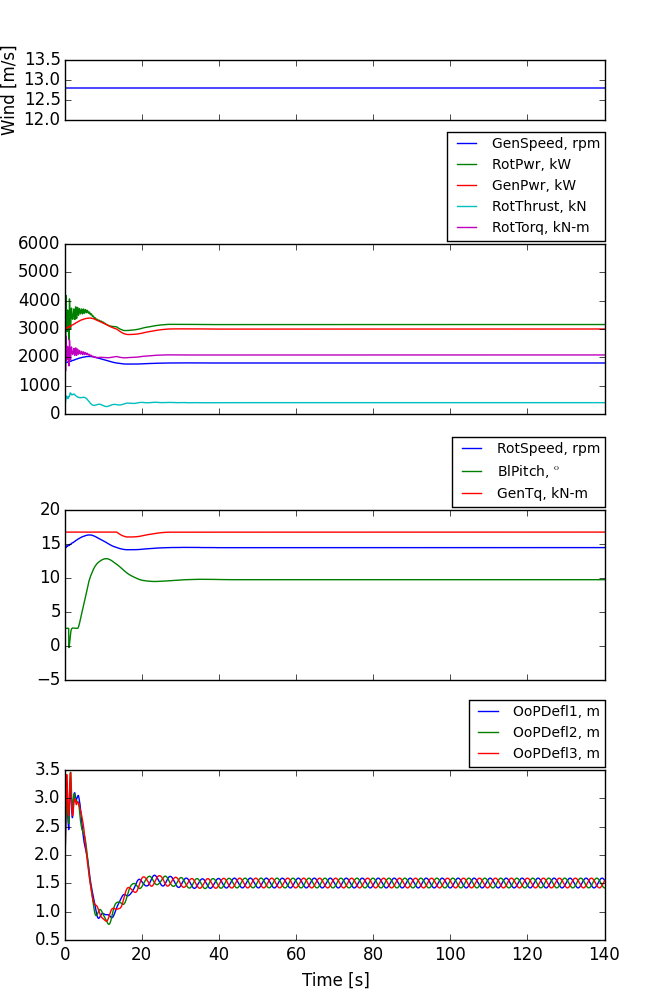 Wind [m/s]
13.5
13.0
12.5
12.0
GenSpeed, rpm
RotPwr, kW
GenPwr, kW
RotThrust, kN
RotTorq, kN-m
6000
5000
4000
3000
2000
1000
0
RotSpeed, rpm
BlPitch, °
GenTq, kN-m
20
15
10
5
0
−5
OoPDefl1, m
OoPDefl2, m
OoPDefl3, m
3.5
3.0
2.5
2.0
1.5
1.0
0.5
0 20 40 60 80 100 120 140
Time [s]